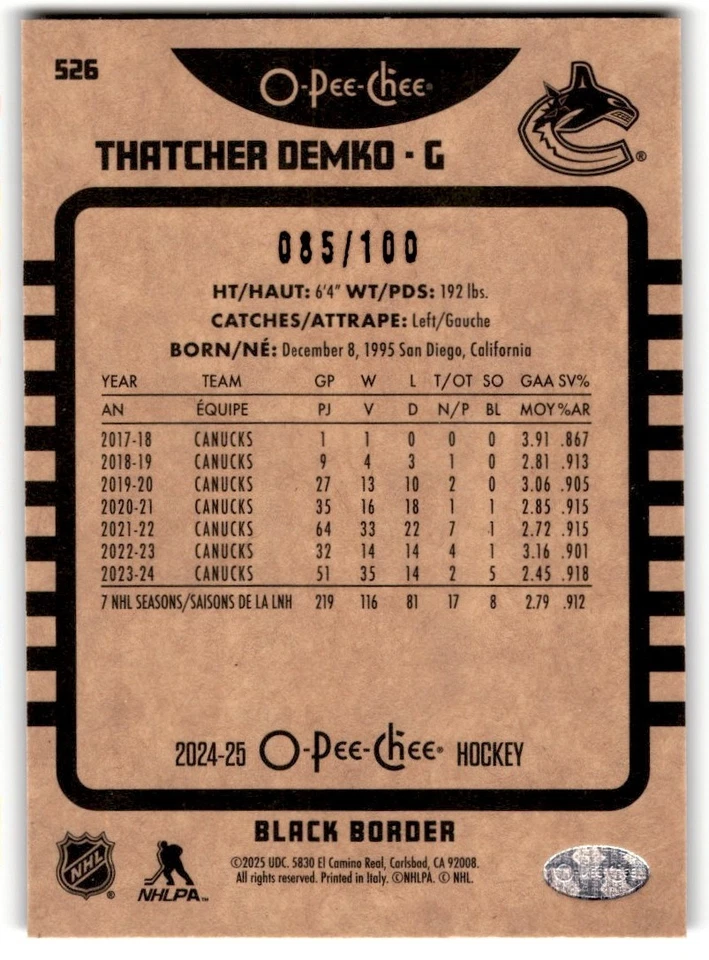 526
O-Pee-Chee®
THATCHER DEMKO - G
®
085/100
HT/HAUT: 6'4" WT/PDS: 192 lbs.
CATCHES/ATTRAPE: Left/Gauche
BORN/NÉ: December 8, 1995 San Diego, California
YEAR TEAM GP W L T/OT SO GAA SV%
AN ÉQUIPE PJ V D N/P BL MOY %AR
2017-18 CANUCKS 1 1 0 0 0 3.91 .867
2018-19 CANUCKS 9 4 3 1 0 2.81 .913
2019-20 CANUCKS 27 13 10 2 0 3.06 .905
2020-21 CANUCKS 35 16 18 1 1 2.85 .915
2021-22 CANUCKS 64 33 22 7 1 2.72 .915
2022-23 CANUCKS 32 14 14 4 1 3.16 .901
2023-24 CANUCKS 51 35 14 2 5 2.45 .918
7 NHL SEASONS/SAISONS DE LA LNH 219 116 81 17 8 2.79 .912
2024-25 O-Pee-Chee® HOCKEY
BLACK BORDER
NHL ®
NHLPA™
©2025 UDC. 5830 El Camino Real, Carlsbad, CA 92008.
All rights reserved. Printed in Italy. ©NHLPA. © NHL.
O-Pee-Chee